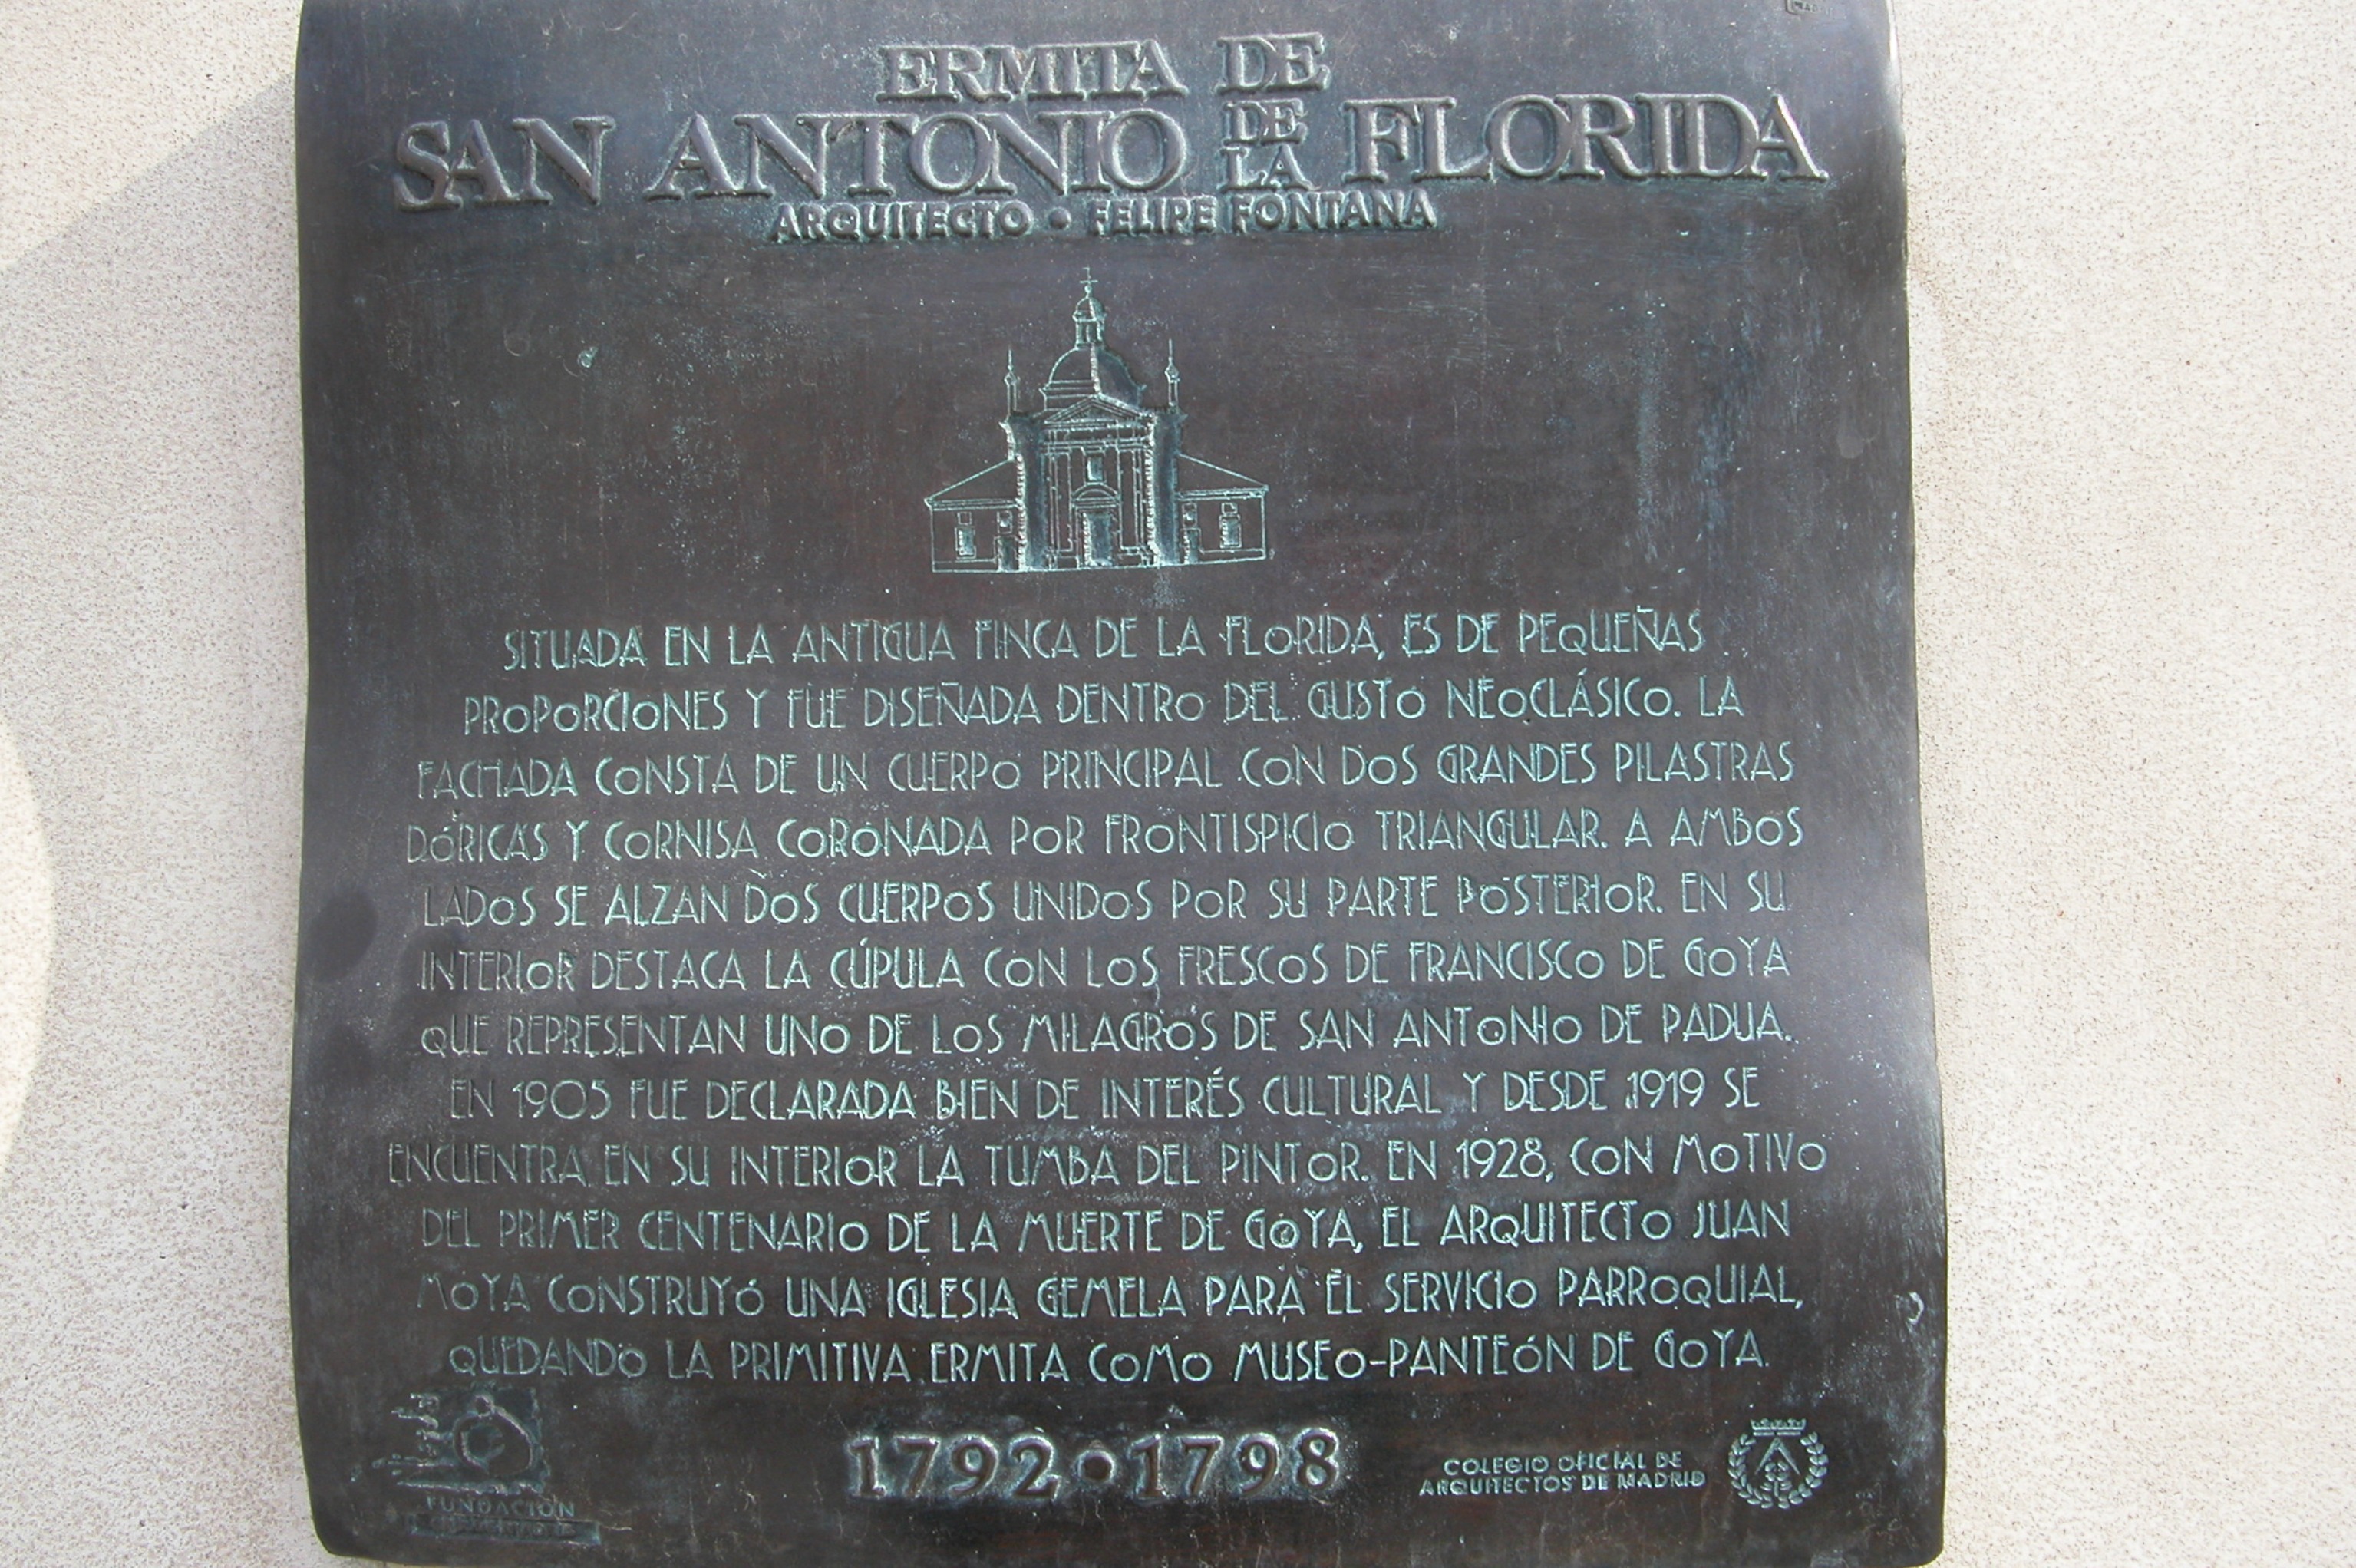 ERMITA DE
SAN ANTONIO DE LA FLORIDA
ARQUITECTO • FELIPE FONTANA
SITUADA EN LA ANTIGUA FINCA DE LA FLORIDA, ES DE PEQUEÑAS
PROPORCIONES Y FUE DISEÑADA DENTRO DEL GUSTO NEOCLÁSICO. LA
FACHADA CONSTA DE UN CUERPO PRINCIPAL CON DOS GRANDES PILASTRAS
DÓRICAS Y CORNISA CORONADA POR FRONTISPICIO TRIANGULAR. A AMBOS
LADOS SE ALZAN DOS CUERPOS UNIDOS POR SU PARTE POSTERIOR. EN SU
INTERIOR DESTACA LA CÚPULA CON LOS FRESCOS DE FRANCISCO DE GOYA
QUE REPRESENTAN UNO DE LOS MILAGROS DE SAN ANTONIO DE PADUA.
EN 1905 FUE DECLARADA BIEN DE INTERÉS CULTURAL Y DESDE 1919 SE
ENCUENTRA EN SU INTERIOR LA TUMBA DEL PINTOR. EN 1928, CON MOTIVO
DEL PRIMER CENTENARIO DE LA MUERTE DE GOYA, EL ARQUITECTO JUAN
MOYA CONSTRUYÓ UNA IGLESIA GEMELA PARA EL SERVICIO PARROQUIAL,
QUEDANDO LA PRIMITIVA ERMITA COMO MUSEO-PANTEÓN DE GOYA.
1792•1798
COLEGIO OFICIAL DE
ARQUITECTOS DE MADRID
FUNDACIÓN